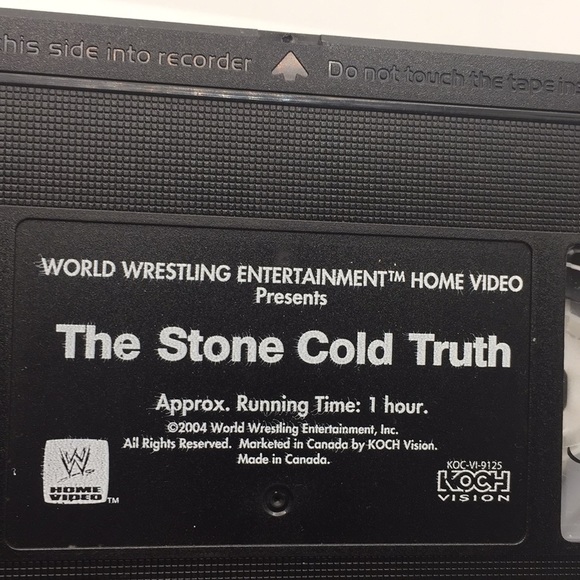 his side into recorder
Do not touch the tape ins
WORLD WRESTLING ENTERTAINMENT™ HOME VIDEO
Presents
The Stone Cold Truth
Approx. Running Time: 1 hour.
©2004 World Wrestling Entertainment, Inc.
All Rights Reserved. Marketed in Canada by KOCH Vision.
Made in Canada.
W
HOME
VIDEO™
KOC-VI-9125
KOCH
VISION